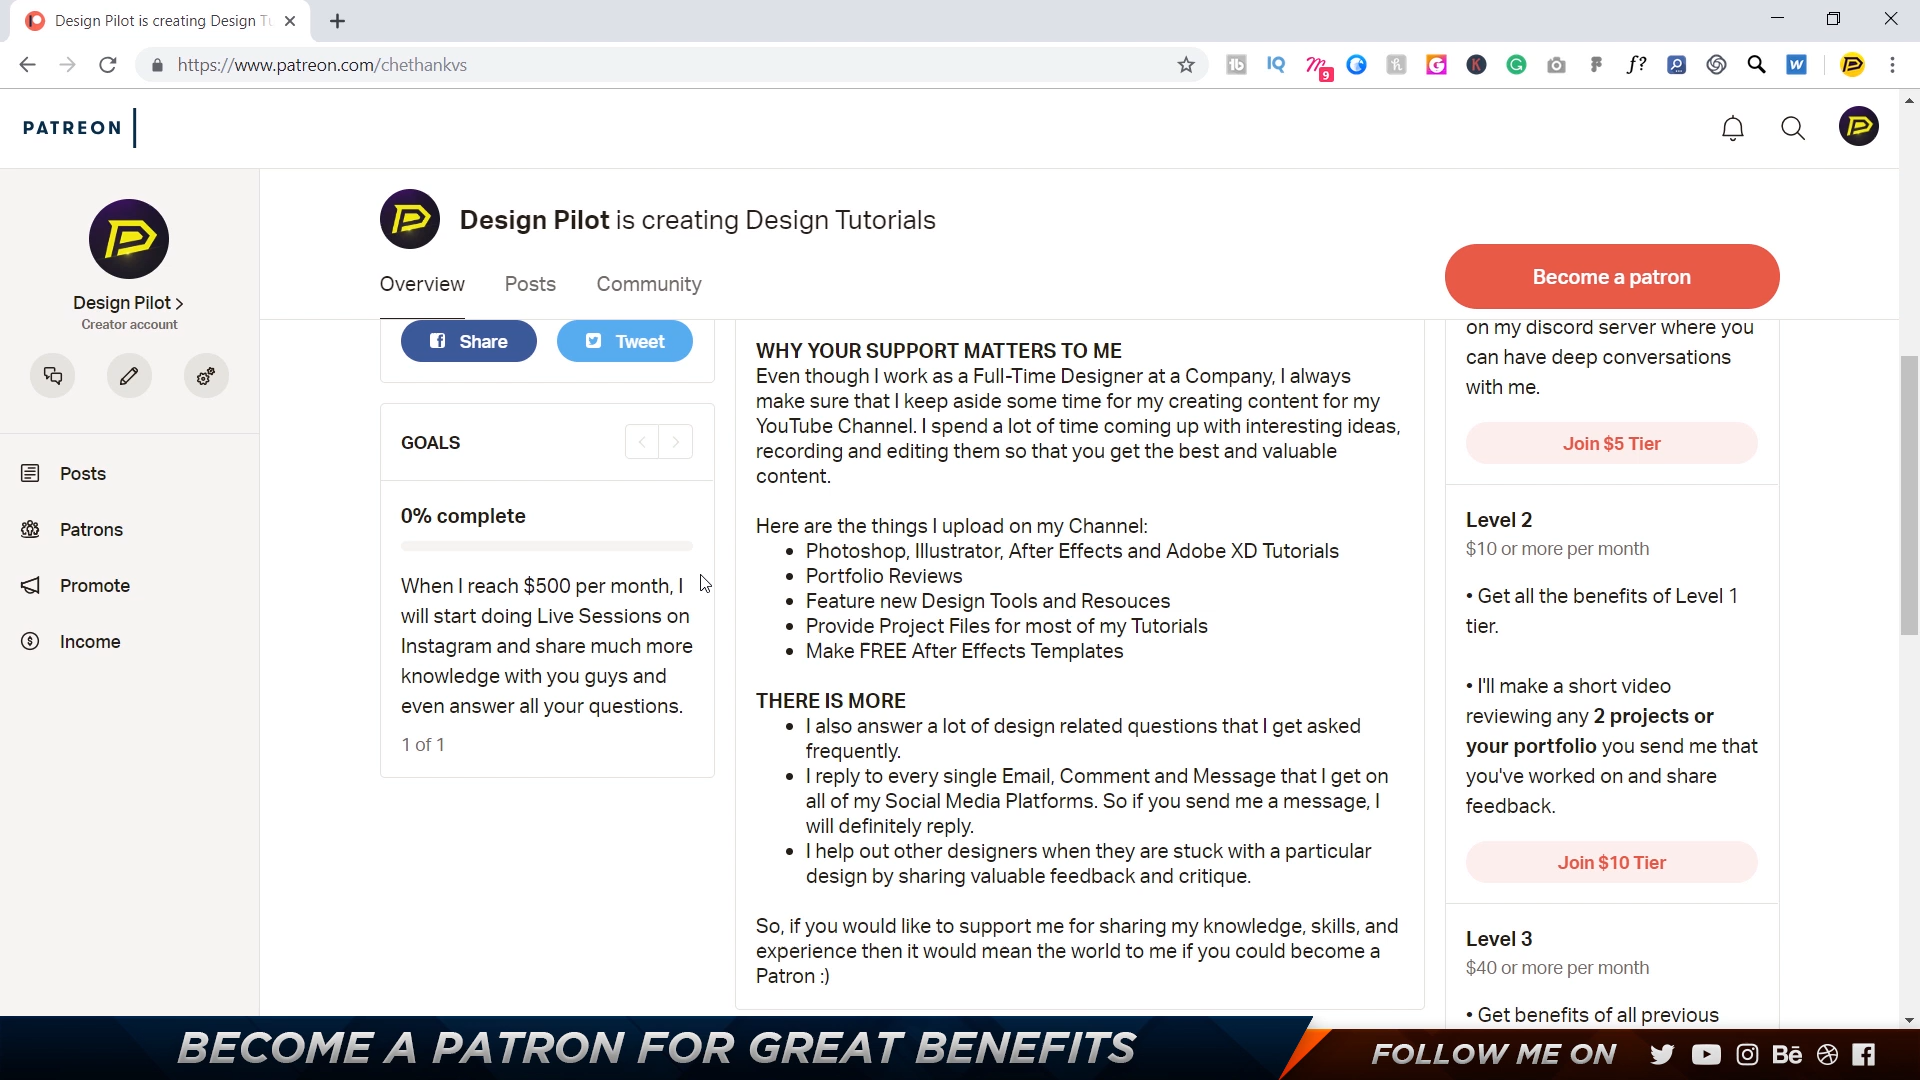 Design Pilot is creating Design Tu
https://www.patreon.com/chethankvs
9
PATREON
Design Pilot >
Creator account
Posts
Patrons
Promote
Income
Design Pilot is creating Design Tutorials
Overview
Posts
Community
Become a patron
Share
Tweet
GOALS
0% complete
When I reach $500 per month, I
will start doing Live Sessions on
Instagram and share much more
knowledge with you guys and
even answer all your questions.
1 of 1
WHY YOUR SUPPORT MATTERS TO ME
Even though I work as a Full-Time Designer at a Company, I always
make sure that I keep aside some time for my creating content for my
YouTube Channel. I spend a lot of time coming up with interesting ideas,
recording and editing them so that you get the best and valuable
content.
Here are the things I upload on my Channel:
• Photoshop, Illustrator, After Effects and Adobe XD Tutorials
• Portfolio Reviews
• Feature new Design Tools and Resouces
• Provide Project Files for most of my Tutorials
• Make FREE After Effects Templates
THERE IS MORE
• I also answer a lot of design related questions that I get asked
frequently.
• I reply to every single Email, Comment and Message that I get on
all of my Social Media Platforms. So if you send me a message, I
will definitely reply.
• I help out other designers when they are stuck with a particular
design by sharing valuable feedback and critique.
So, if you would like to support me for sharing my knowledge, skills, and
experience then it would mean the world to me if you could become a
Patron :)
on my discord server where you
can have deep conversations
with me.
Join $5 Tier
Level 2
$10 or more per month
• Get all the benefits of Level 1
tier.
• I'll make a short video
reviewing any 2 projects or
your portfolio you send me that
you've worked on and share
feedback.
Join $10 Tier
Level 3
$40 or more per month
• Get benefits of all previous
BECOME A PATRON FOR GREAT BENEFITS
FOLLOW ME ON